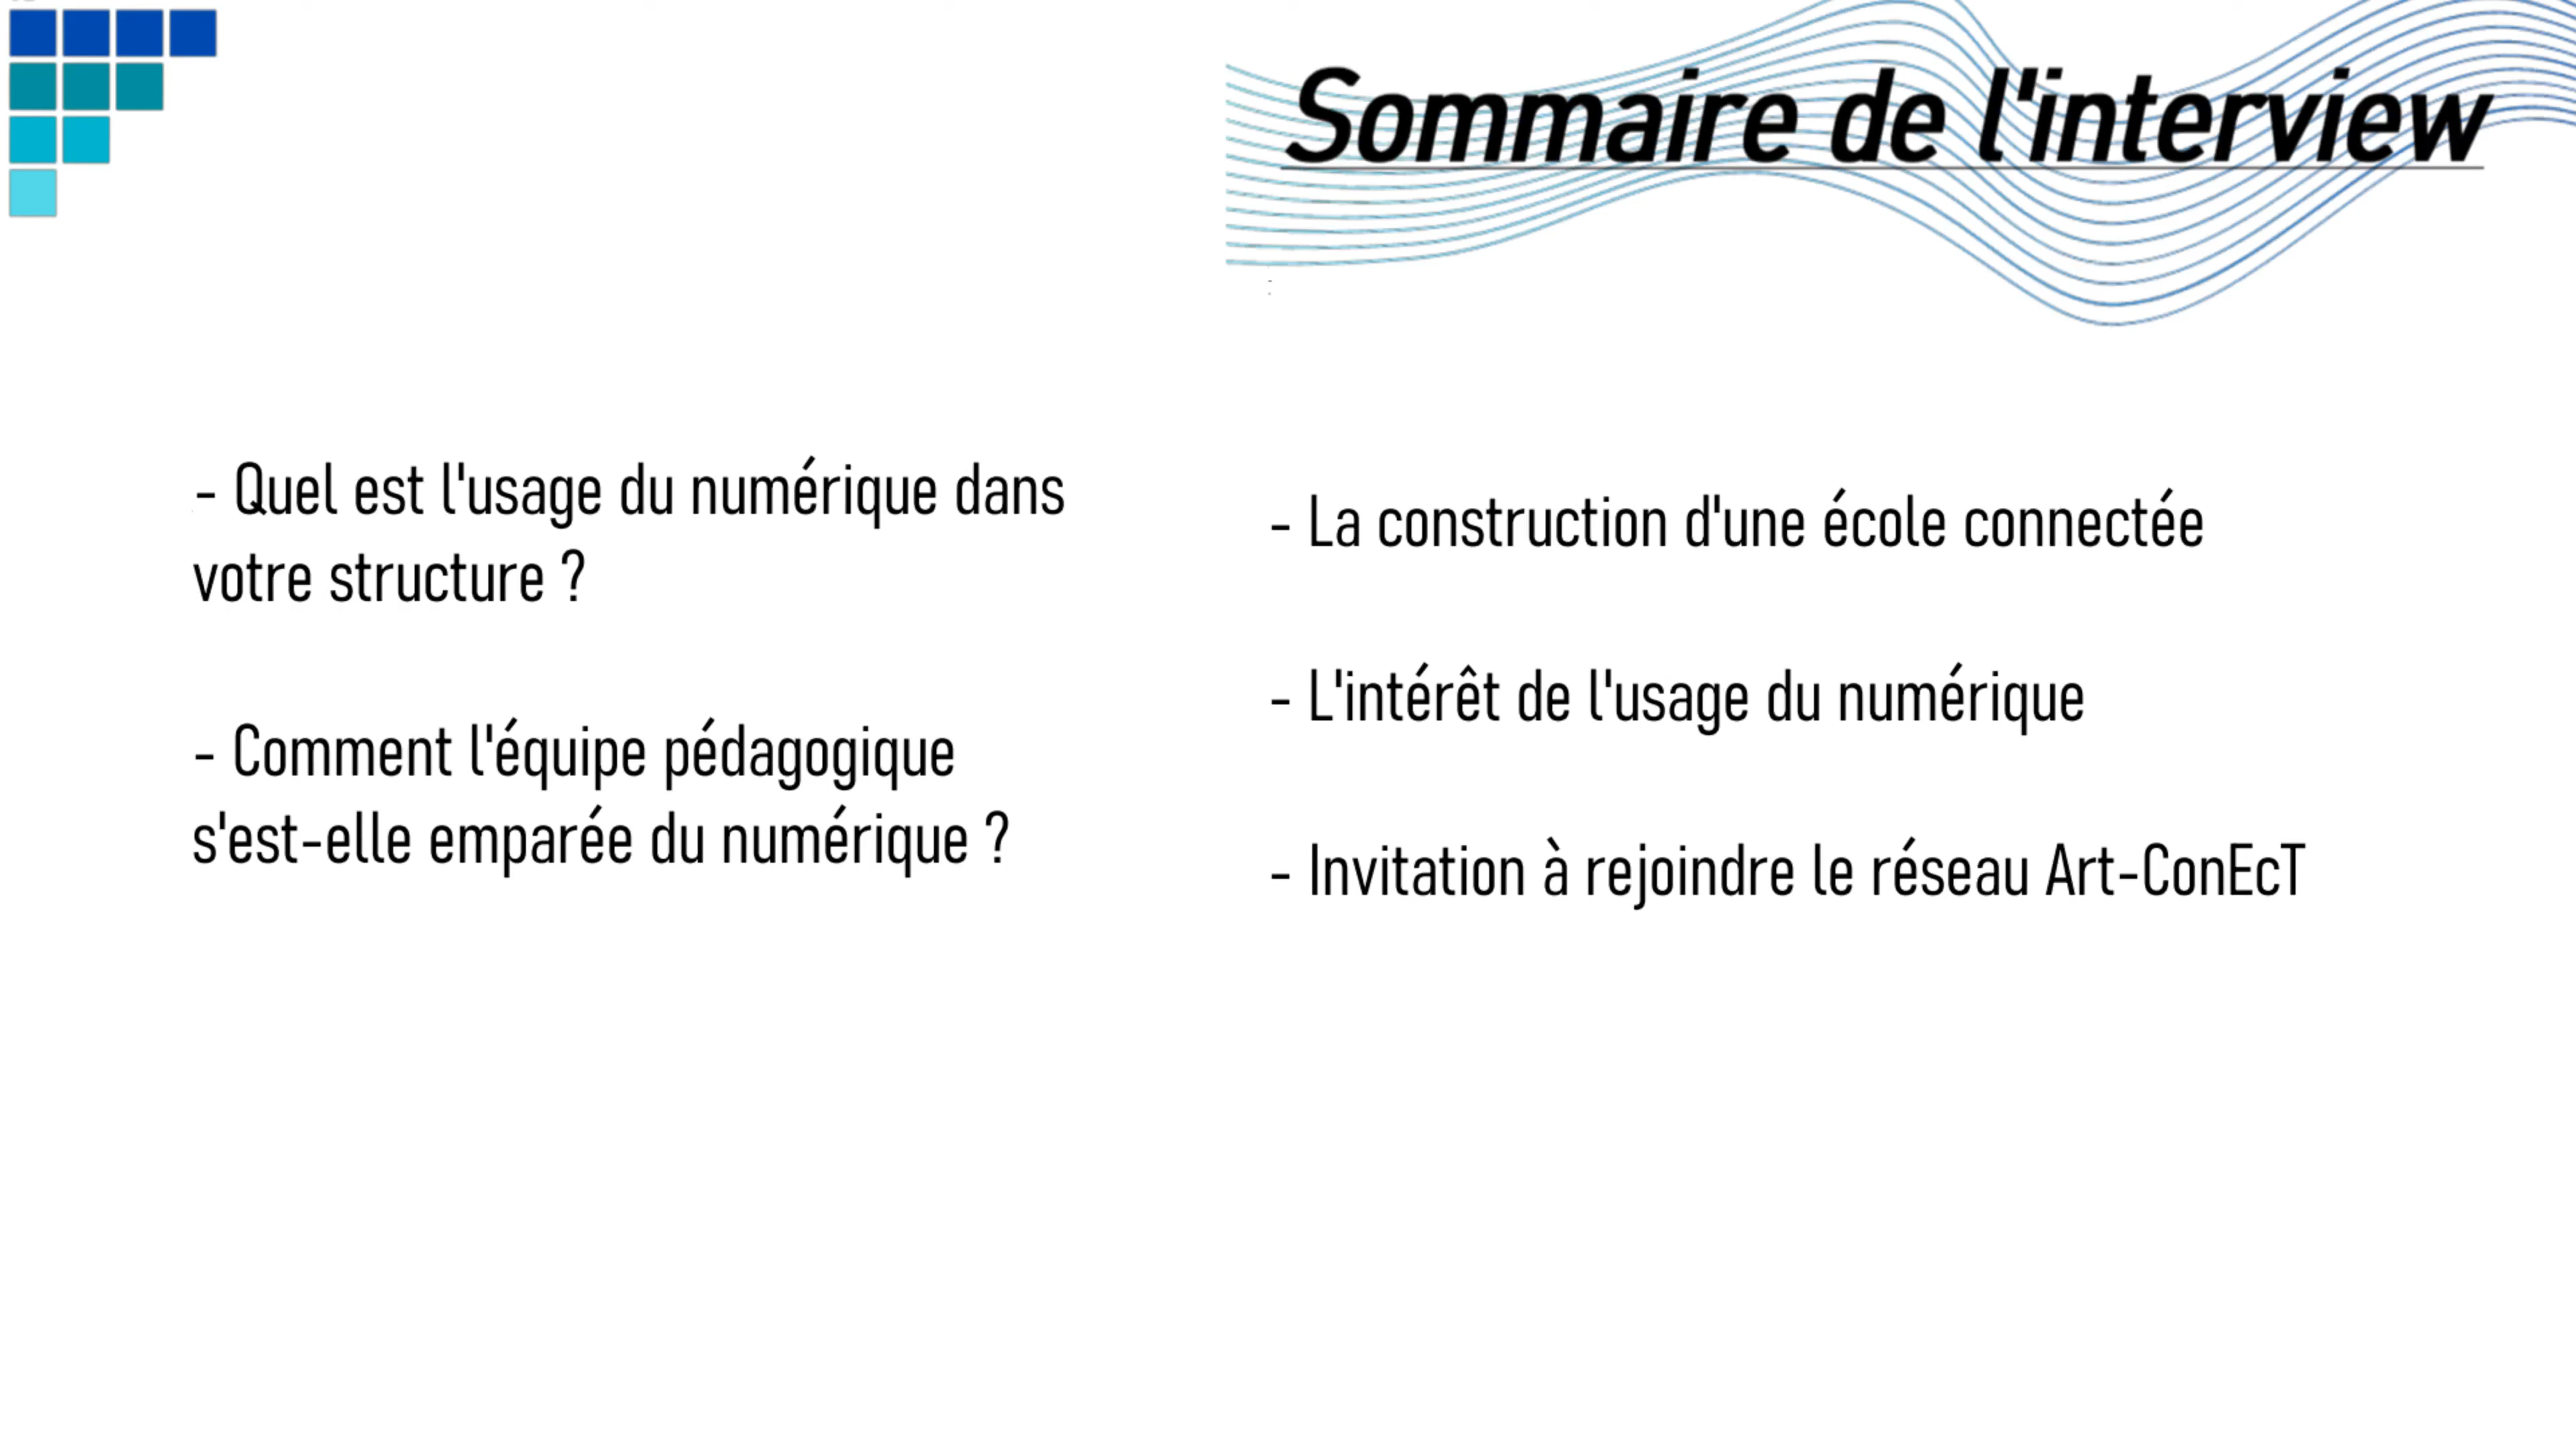 Sommaire de l'interview
- Quel est l'usage du numérique dans
votre structure ?
- Comment l'équipe pédagogique
s'est-elle emparée du numérique ?
- La construction d'une école connectée
- L'intérêt de l'usage du numérique
- Invitation à rejoindre le réseau Art-ConEcT